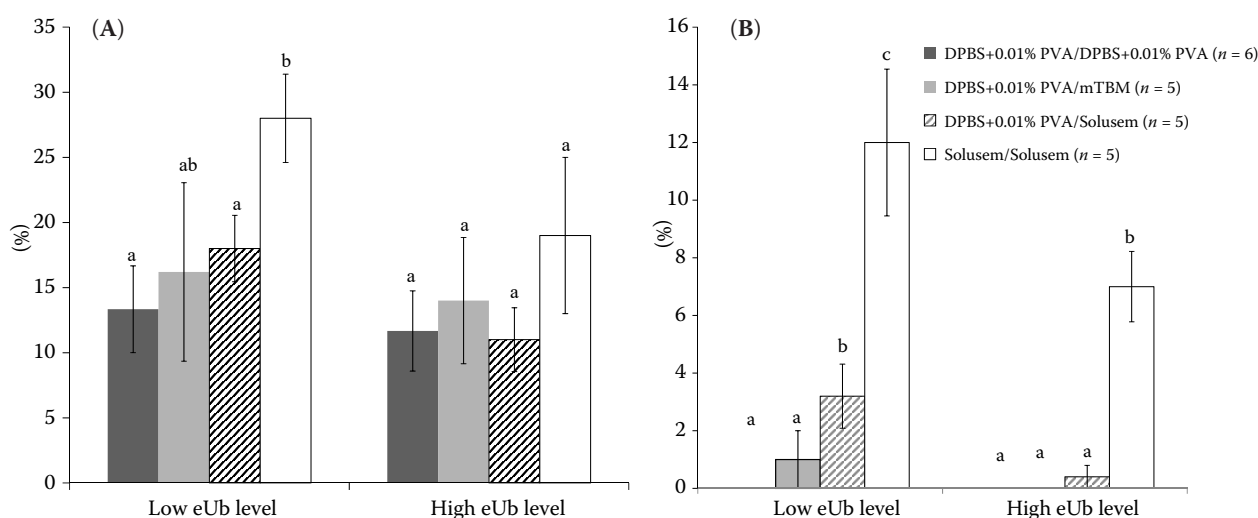 (A)
35
30
25
20
15
10
5
0
(%)
a
ab
a
b
a
a
a
a
Low eUb level
High eUb level
(B)
16
14
12
10
8
6
4
2
0
(%)
a
a
b
c
a
a
a
b
Low eUb level
High eUb level
DPBS+0.01% PVA/DPBS+0.01% PVA (n = 6)
DPBS+0.01% PVA/mTBM (n = 5)
DPBS+0.01% PVA/Solusem (n = 5)
Solusem/Solusem (n = 5)